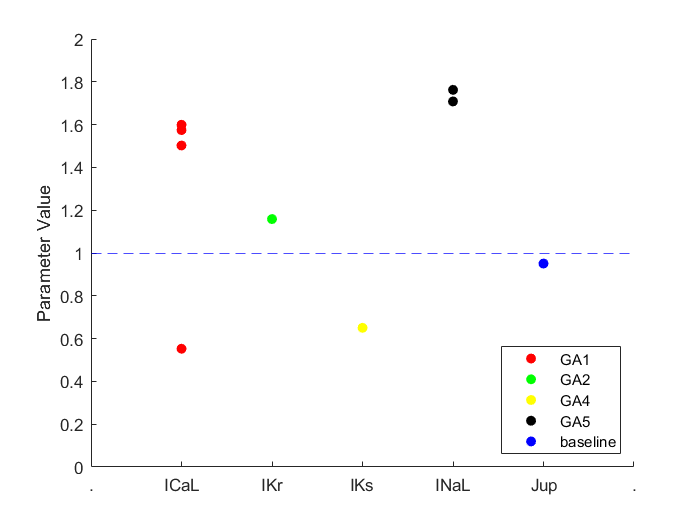 2
1.8
1.6
1.4
1.2
1
0.8
0.6
0.4
0.2
0
Parameter Value
. ICaL IKr IKs INaL Jup .
GA1
GA2
GA4
GA5
baseline